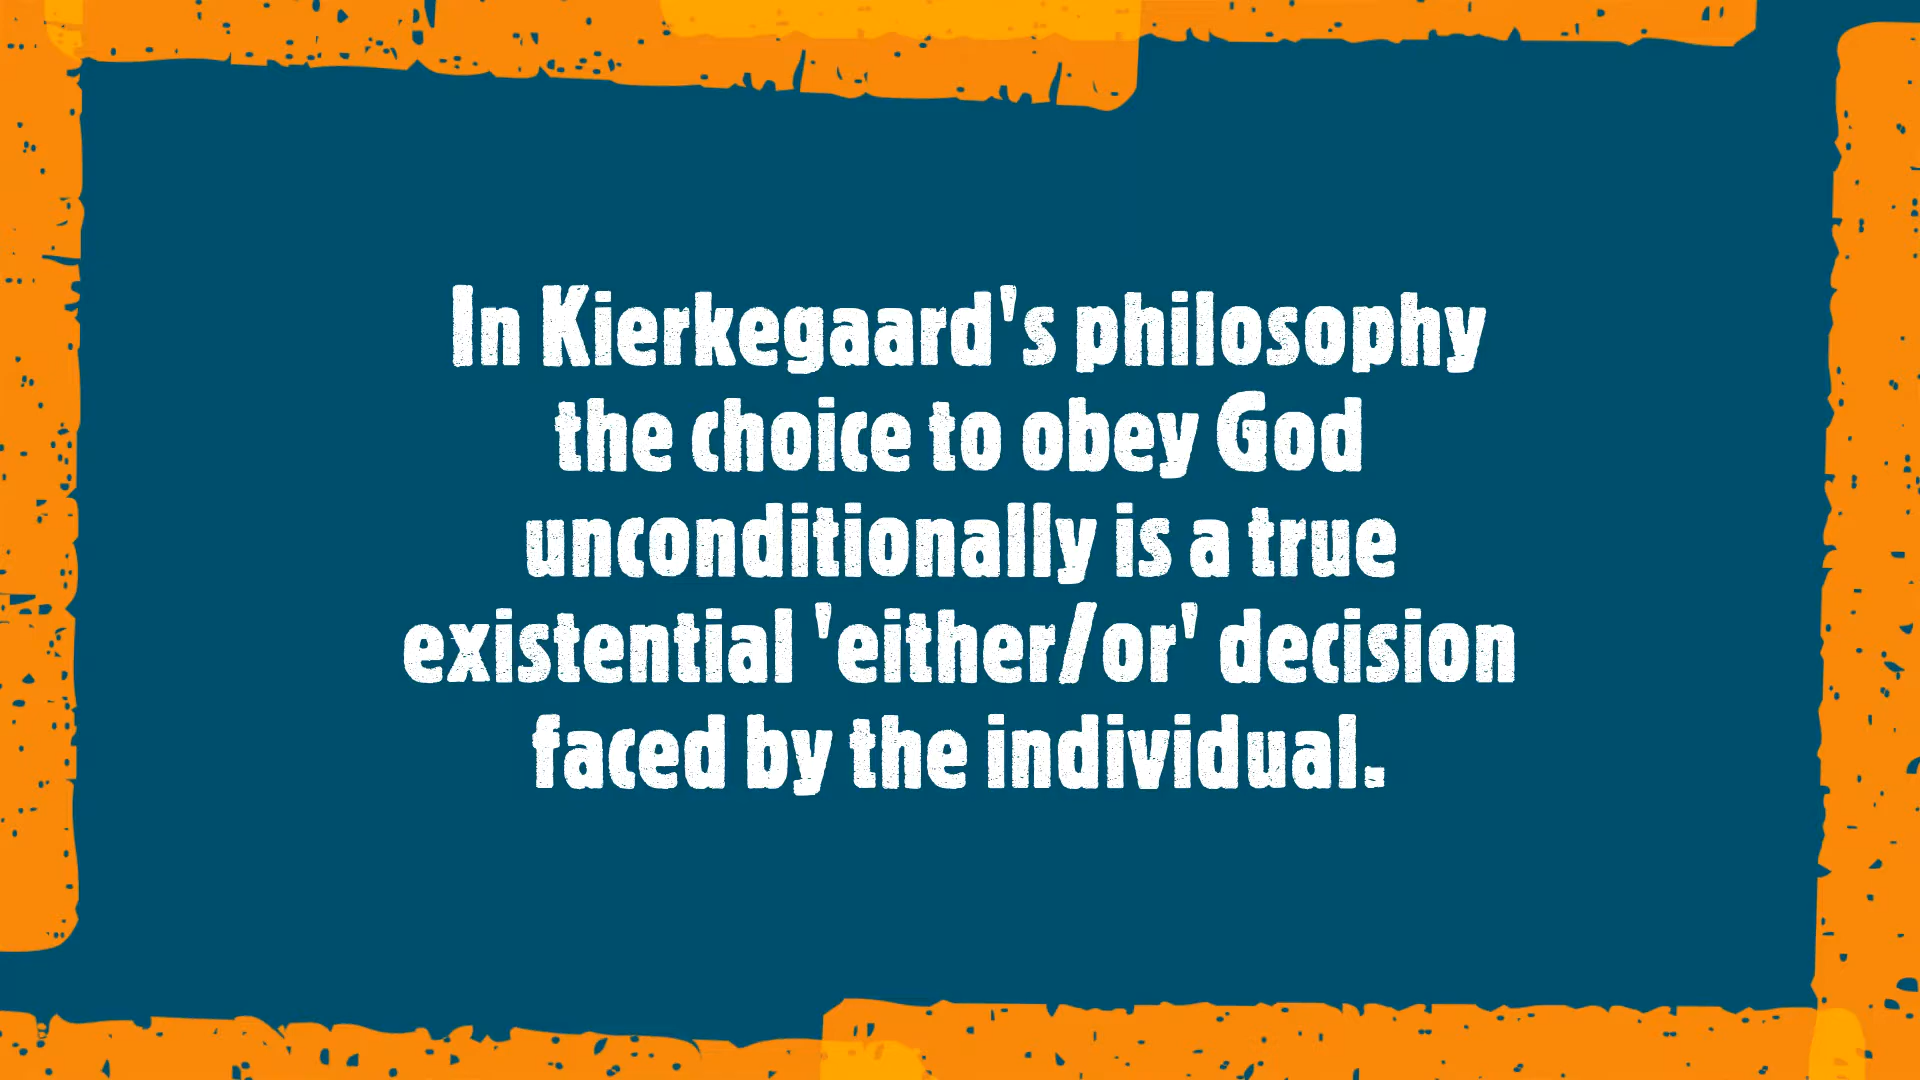 In Kierkegaard's philosophy
the choice to obey God
unconditionally is a true
existential 'either/or' decision
faced by the individual.